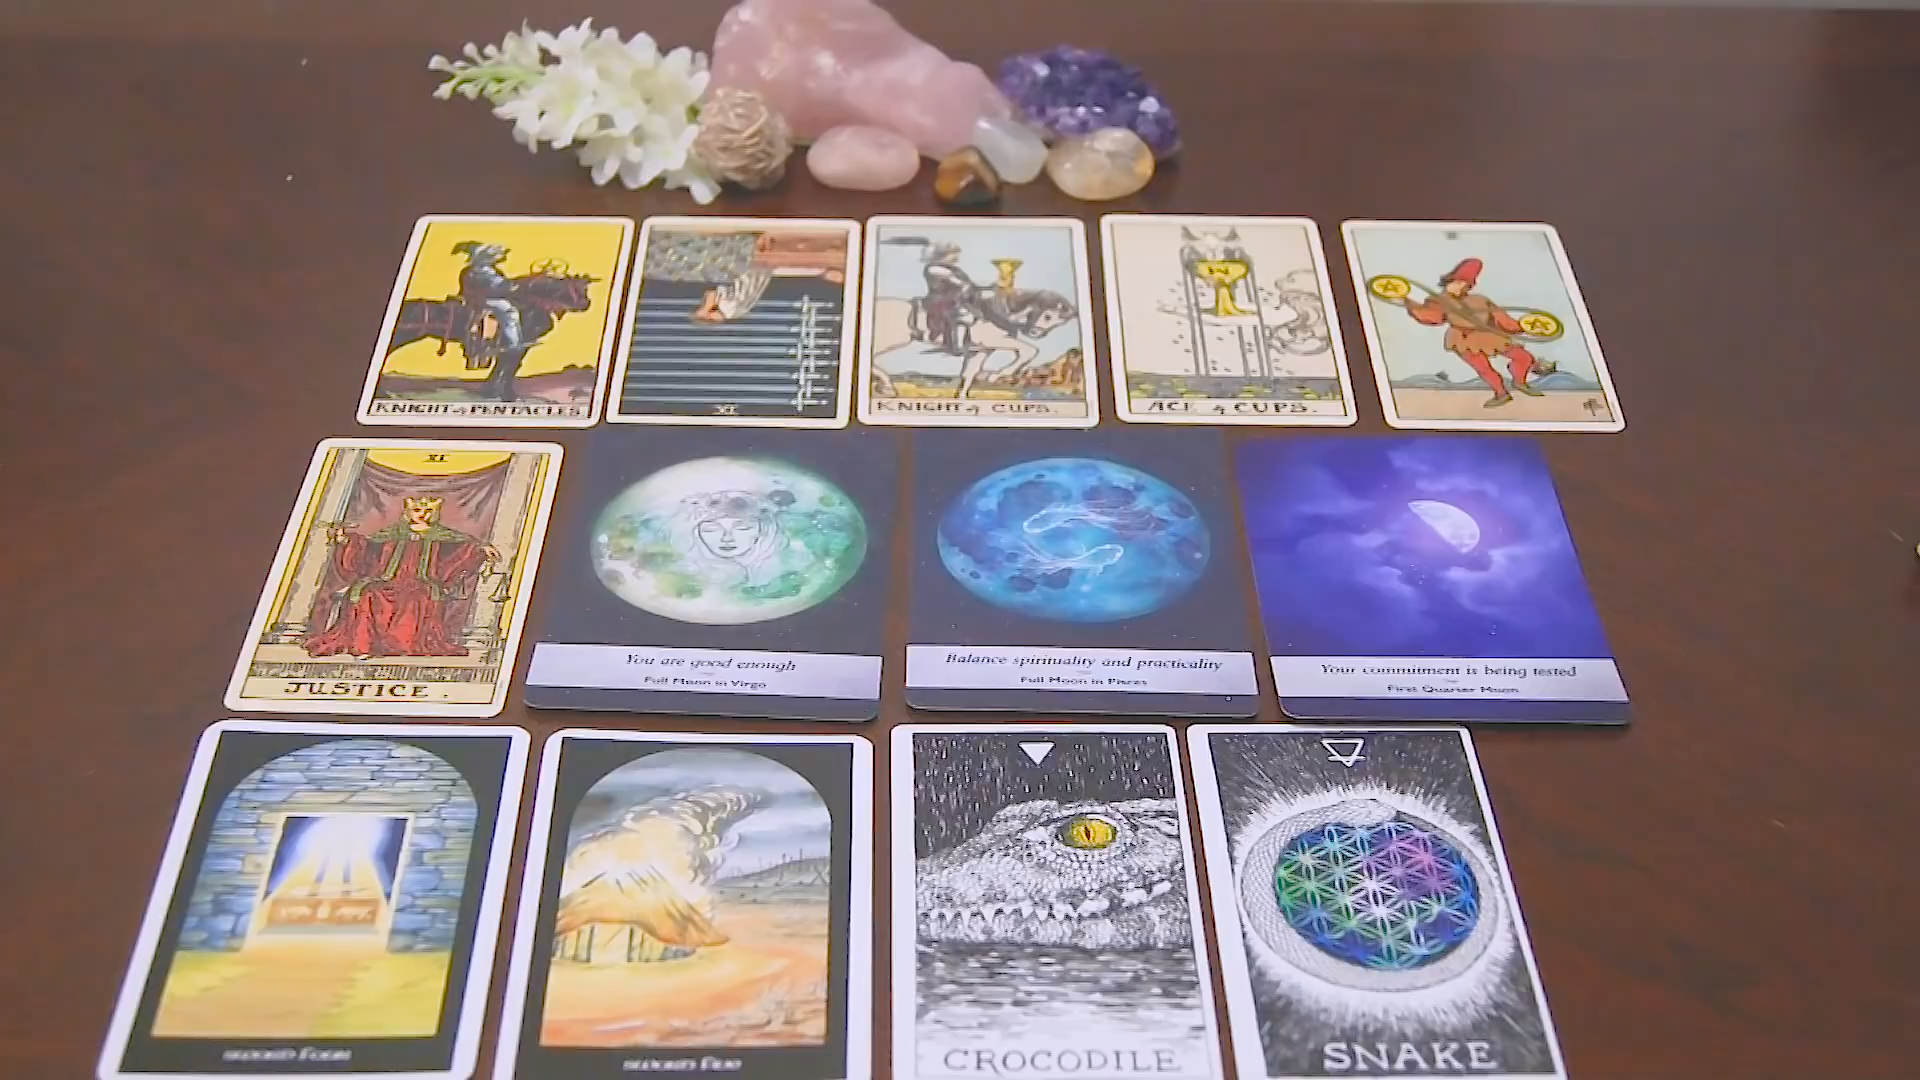 KNIGHT of PENTACLES.
KNIGHT of CUPS.
ACE of CUPS.
XI
JUSTICE.
You are good enough
Full Moon in Virgo
Balance spirituality and practicality
Full Moon in Pisces
Your commitment is being tested
First Quarter Moon
CROCODILE
SNAKE